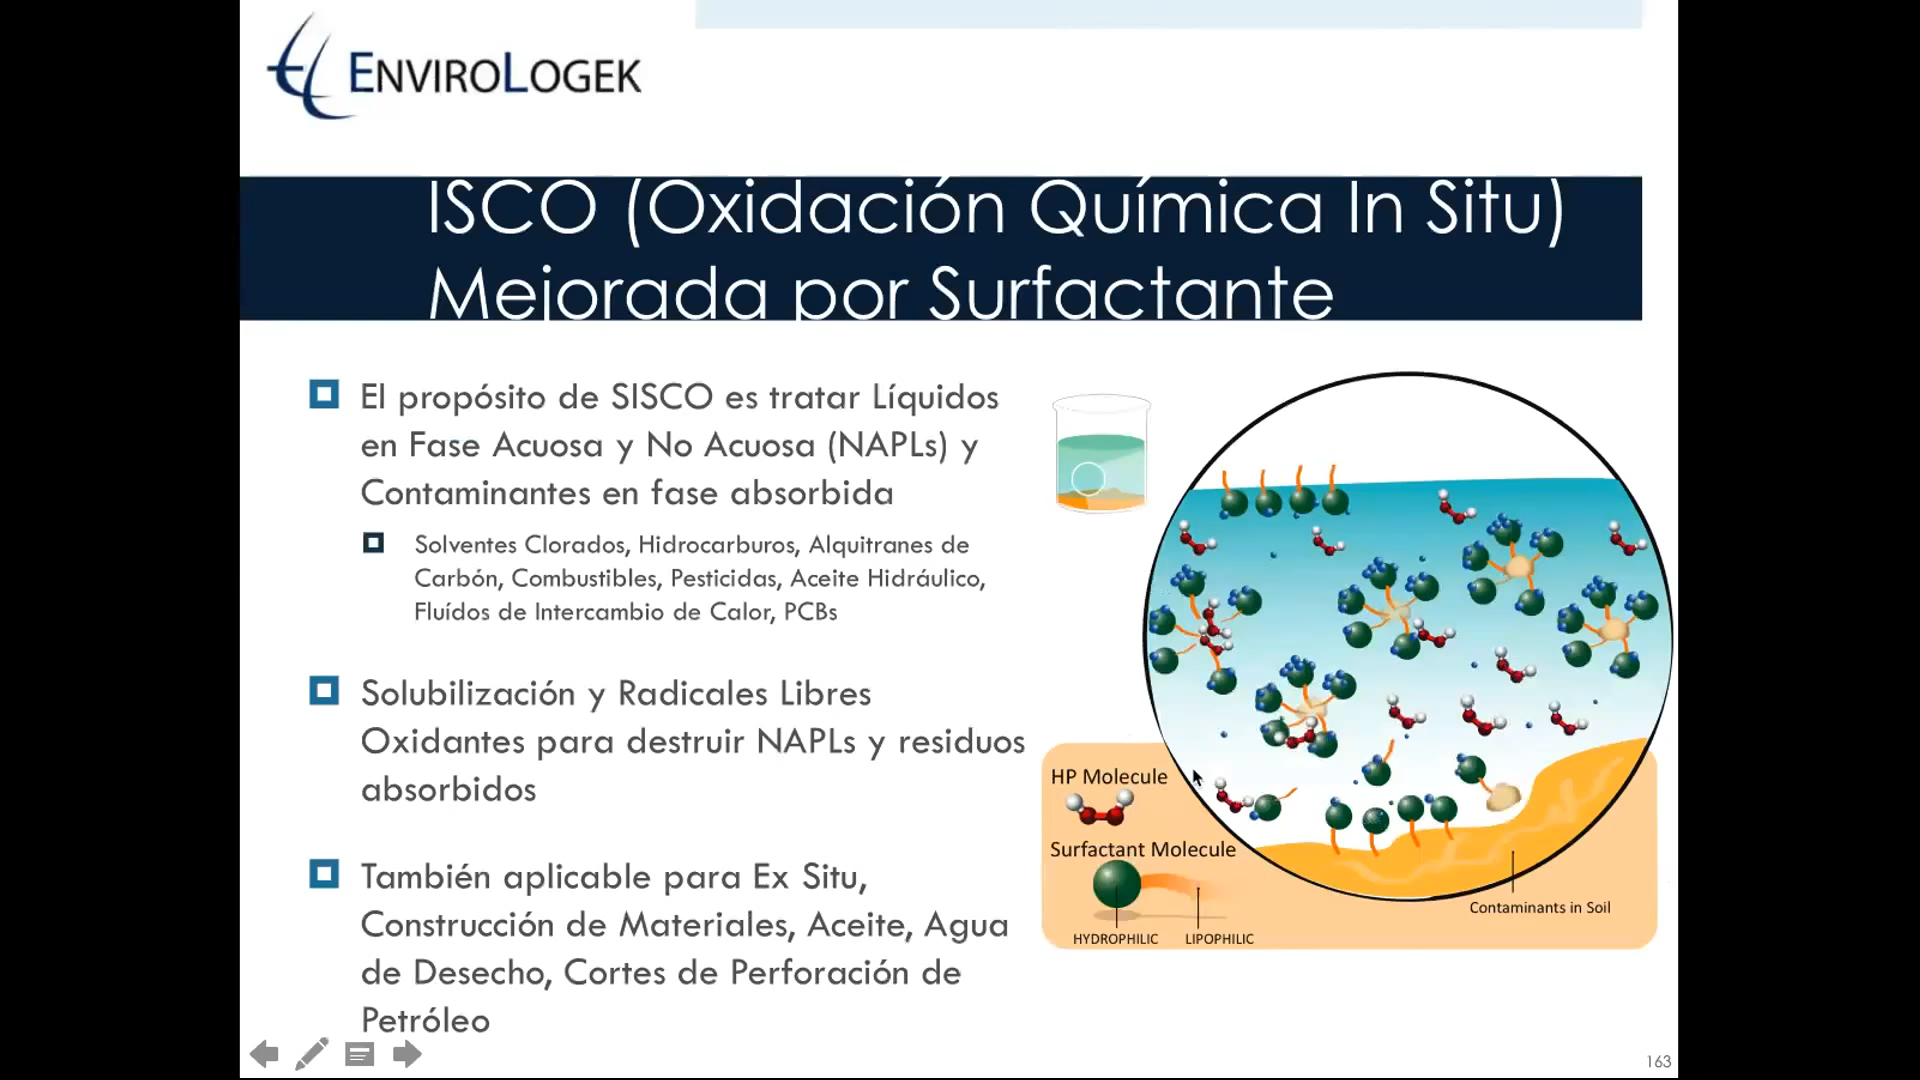 ENVIROLOGEK
ISCO (Oxidación Química In Situ)
Mejorada por Surfactante
El propósito de SISCO es tratar Líquidos
en Fase Acuosa y No Acuosa (NAPLs) y
Contaminantes en fase absorbida
Solventes Clorados, Hidrocarburos, Alquitranes de
Carbón, Combustibles, Pesticidas, Aceite Hidráulico,
Fluídos de Intercambio de Calor, PCBs
Solubilización y Radicales Libres
Oxidantes para destruir NAPLs y residuos
absorbidos
También aplicable para Ex Situ,
Construcción de Materiales, Aceite, Agua
de Desecho, Cortes de Perforación de
Petróleo
HP Molecule
Surfactant Molecule
HYDROPHILIC LIPOPHILIC
Contaminants in Soil
163